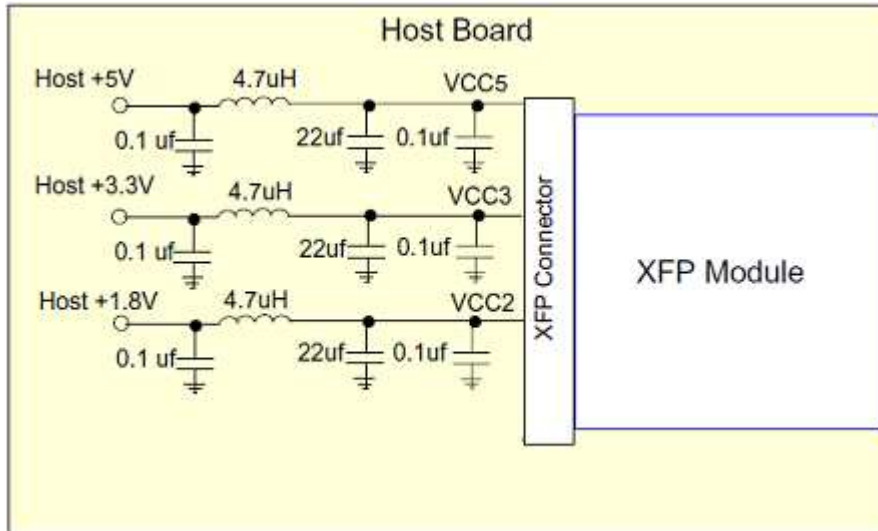 Host Board
Host +5V
4.7uH
VCC5
0.1 uf
22uf
0.1uf
Host +3.3V
4.7uH
VCC3
0.1 uf
22uf
0.1uf
Host +1.8V
4.7uH
VCC2
0.1 uf
22uf
0.1uf
XFP Connector
XFP Module